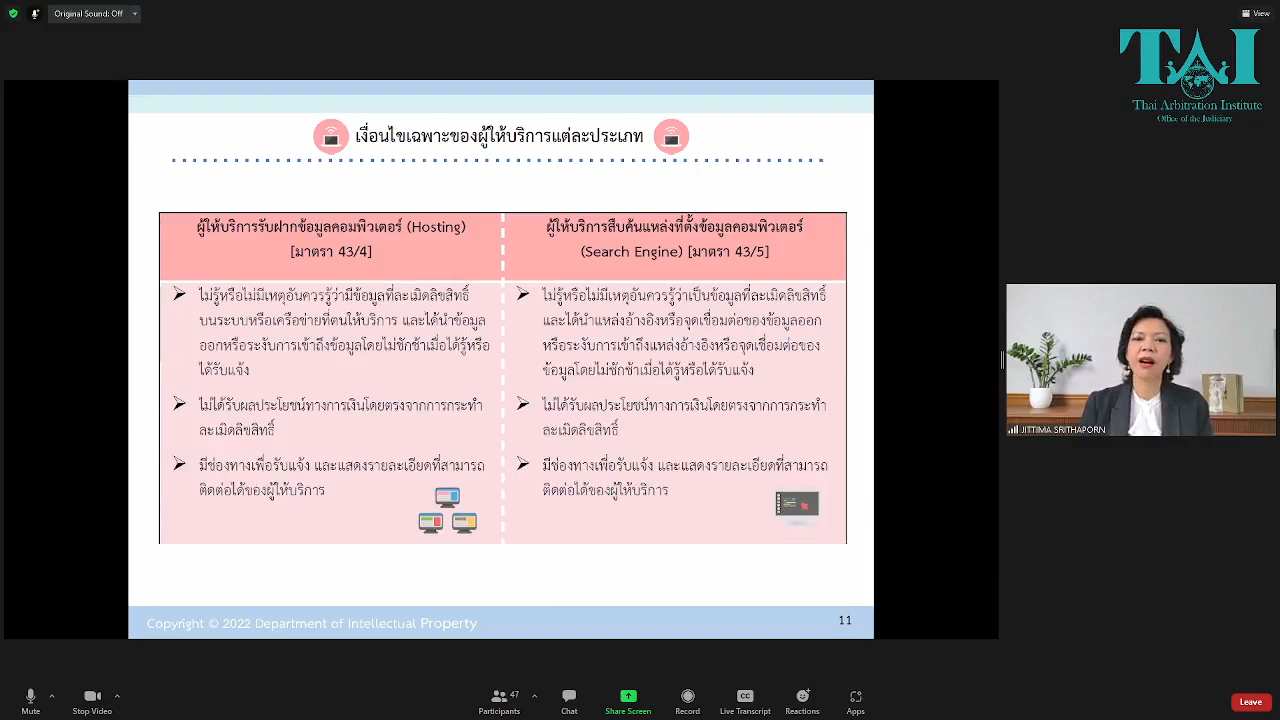 Original Sound: Off
View
TAI
Thai Arbitration Institute
Office of the Judiciary
เงื่อนไขเฉพาะของผู้ให้บริการแต่ละประเภท
ผู้ให้บริการรับฝากข้อมูลคอมพิวเตอร์ (Hosting)
[มาตรา 43/4]
ไม่รู้หรือไม่มีเหตุอันควรรู้ว่ามีข้อมูลที่ละเมิดลิขสิทธิ์
บนระบบหรือเครือข่ายที่ตนให้บริการ และได้นำข้อมูล
ออกหรือระงับการเข้าถึงข้อมูลโดยไม่ชักช้าเมื่อได้รู้หรือ
ได้รับแจ้ง
ไม่ได้รับผลประโยชน์ทางการเงินโดยตรงจากการกระทำ
ละเมิดลิขสิทธิ์
มีช่องทางเพื่อรับแจ้ง และแสดงรายละเอียดที่สามารถ
ติดต่อได้ของผู้ให้บริการ
ผู้ให้บริการสืบค้นแหล่งที่ตั้งข้อมูลคอมพิวเตอร์
(Search Engine) [มาตรา 43/5]
ไม่รู้หรือไม่มีเหตุอันควรรู้ว่าเป็นข้อมูลที่ละเมิดลิขสิทธิ์
และได้นำแหล่งอ้างอิงหรือจุดเชื่อมต่อของข้อมูลออก
หรือระงับการเข้าถึงแหล่งอ้างอิงหรือจุดเชื่อมต่อของ
ข้อมูลโดยไม่ชักช้าเมื่อได้รู้หรือได้รับแจ้ง
ไม่ได้รับผลประโยชน์ทางการเงินโดยตรงจากการกระทำ
ละเมิดลิขสิทธิ์
มีช่องทางเพื่อรับแจ้ง และแสดงรายละเอียดที่สามารถ
ติดต่อได้ของผู้ให้บริการ
Copyright © 2022 Department of Intellectual Property
11
JITTIMA SRITHAPORN
Mute
Stop Video
47
Participants
Chat
Share Screen
Record
CC
Live Transcript
Reactions
Apps
Leave